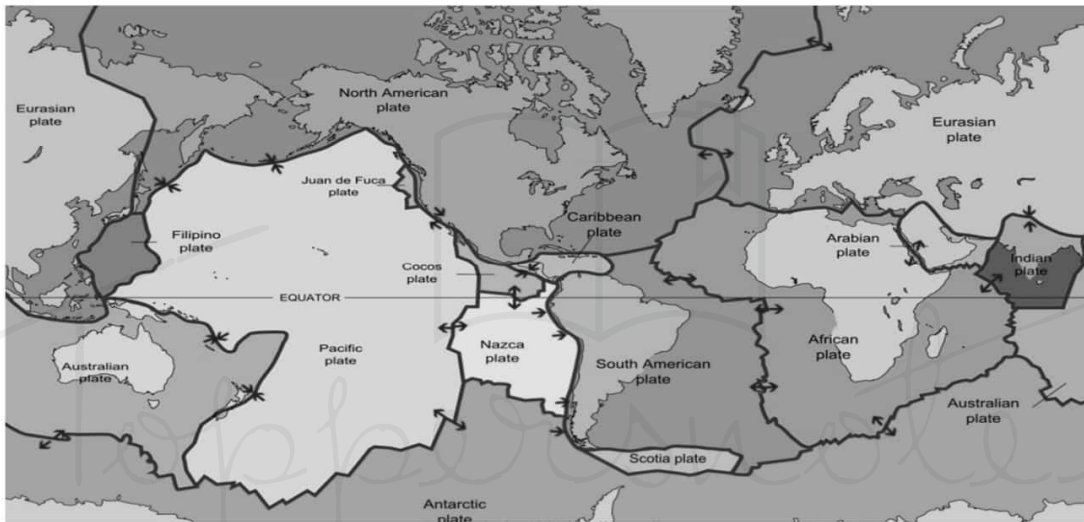 North American
plate
Eurasian
plate
Eurasian
plate
Juan de Fuca
plate
Caribbean
plate
Filipino
plate
Arabian
plate
Cocos
plate
Indian
plate
EQUATOR
Pacific
plate
Nazca
plate
African
plate
Australian
plate
South American
plate
Australian
plate
Scotia plate
Antarctic
plate
Toppersnotes